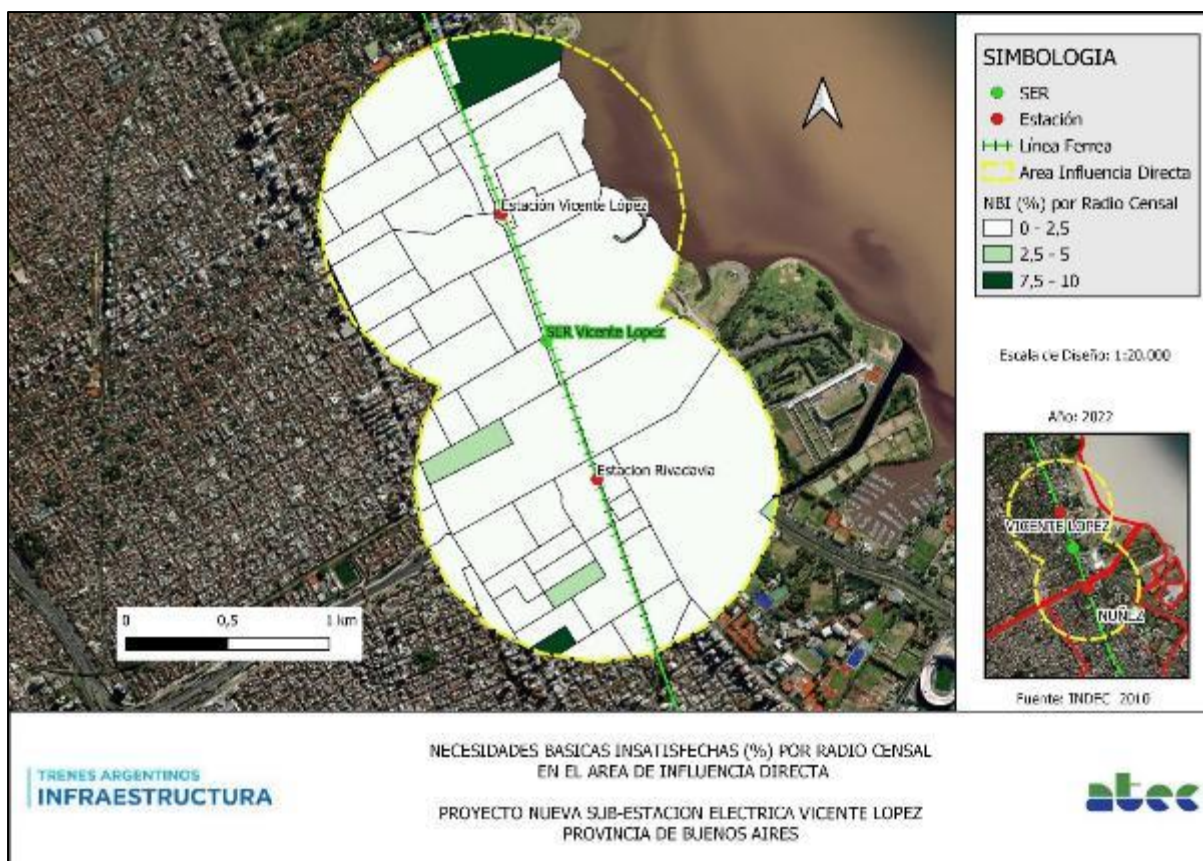 Estación Vicente López
SER Vicente Lopez
Estacion Rivadavia
0 0,5 1 km
SIMBOLOGIA
SER
Estación
Línea Ferrea
Area Influencia Directa
NBI (%) por Radio Censal
0 - 2,5
2,5 - 5
7,5 - 10
Escala de Diseño: 1:20.000
Año: 2022
VICENTE LOPEZ
NUÑEZ
Fuente: INDEC 2010
TRENES ARGENTINOS
INFRAESTRUCTURA
NECESIDADES BASICAS INSATISFECHAS (%) POR RADIO CENSAL
EN EL AREA DE INFLUENCIA DIRECTA
PROYECTO NUEVA SUB-ESTACION ELECTRICA VICENTE LOPEZ
PROVINCIA DE BUENOS AIRES
atec